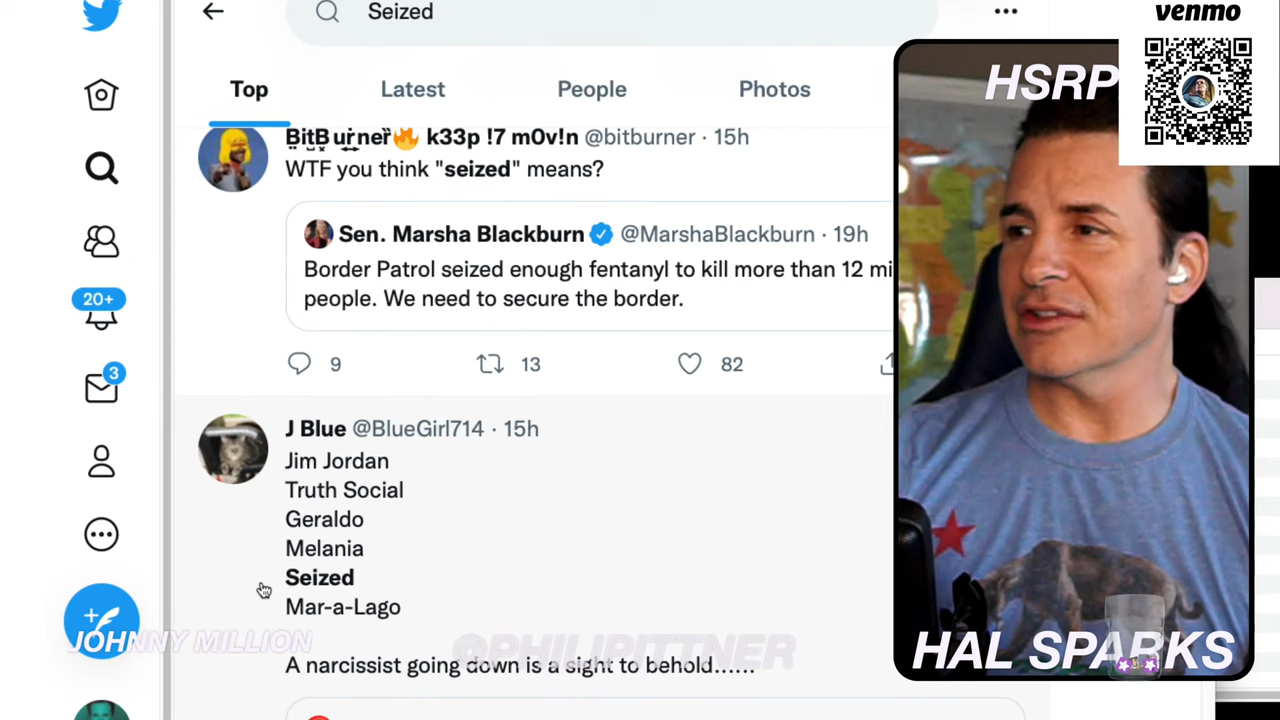 Seized
venmo
Top Latest People Photos
HSRP
BitBurner🔥 k33p !7 m0v!n @bitburner · 15h
WTF you think "seized" means?
Sen. Marsha Blackburn @MarshaBlackburn · 19h
Border Patrol seized enough fentanyl to kill more than 12 mi
people. We need to secure the border.
20+
9 13 82
3
J Blue @BlueGirl714 · 15h
Jim Jordan
Truth Social
Geraldo
Melania
Seized
Mar-a-Lago
A narcissist going down is a sight to behold......
JOHNNY MILLION
@PHILIPITTNER
HAL SPARKS